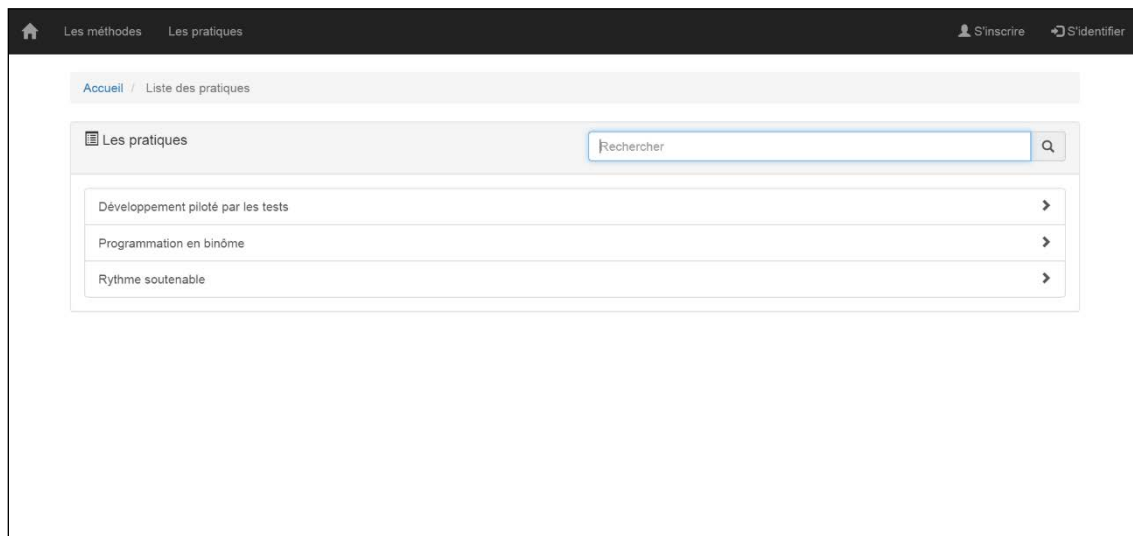 Les méthodes Les pratiques S'inscrire S'identifier
Accueil / Liste des pratiques
Les pratiques Rechercher
Développement piloté par les tests
Programmation en binôme
Rythme soutenable